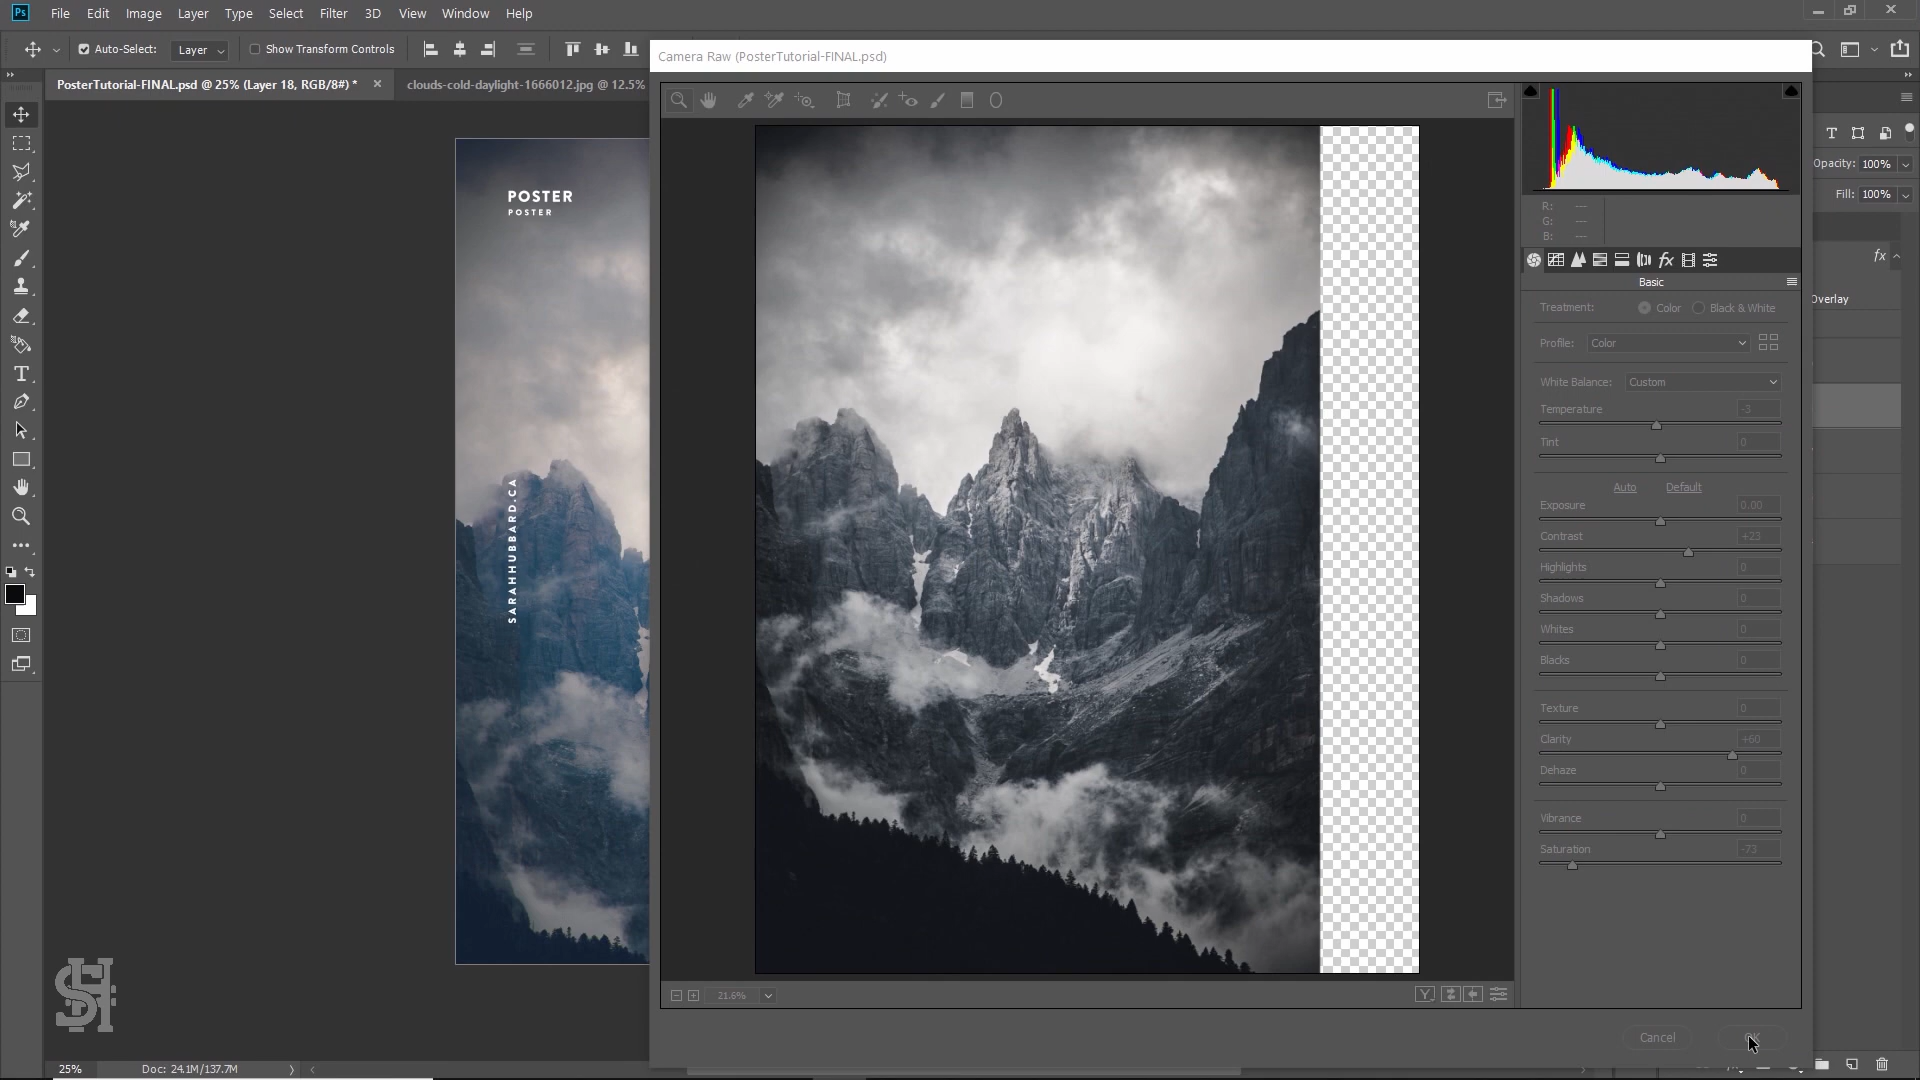 Ps File Edit Image Layer Type Select Filter 3D View Window Help
Auto-Select: Layer Show Transform Controls
Camera Raw (PosterTutorial-FINAL.psd)
PosterTutorial-FINAL.psd @ 25% (Layer 18, RGB/8#) *
clouds-cold-daylight-1666012.jpg @ 12.5%
POSTER
POSTER
SARAHHUBBARD.CA
R: ---
G: ---
B: ---
Basic
Treatment: Color Black & White
Profile: Color
White Balance: Custom
Temperature -3
Tint 0
Auto Default
Exposure 0.00
Contrast +23
Highlights 0
Shadows 0
Whites 0
Blacks 0
Texture 0
Clarity +60
Dehaze 0
Vibrance 0
Saturation -73
Opacity: 100%
Fill: 100%
fx
Overlay
21.6%
Cancel OK
25% Doc: 24.1M/137.7M
SH